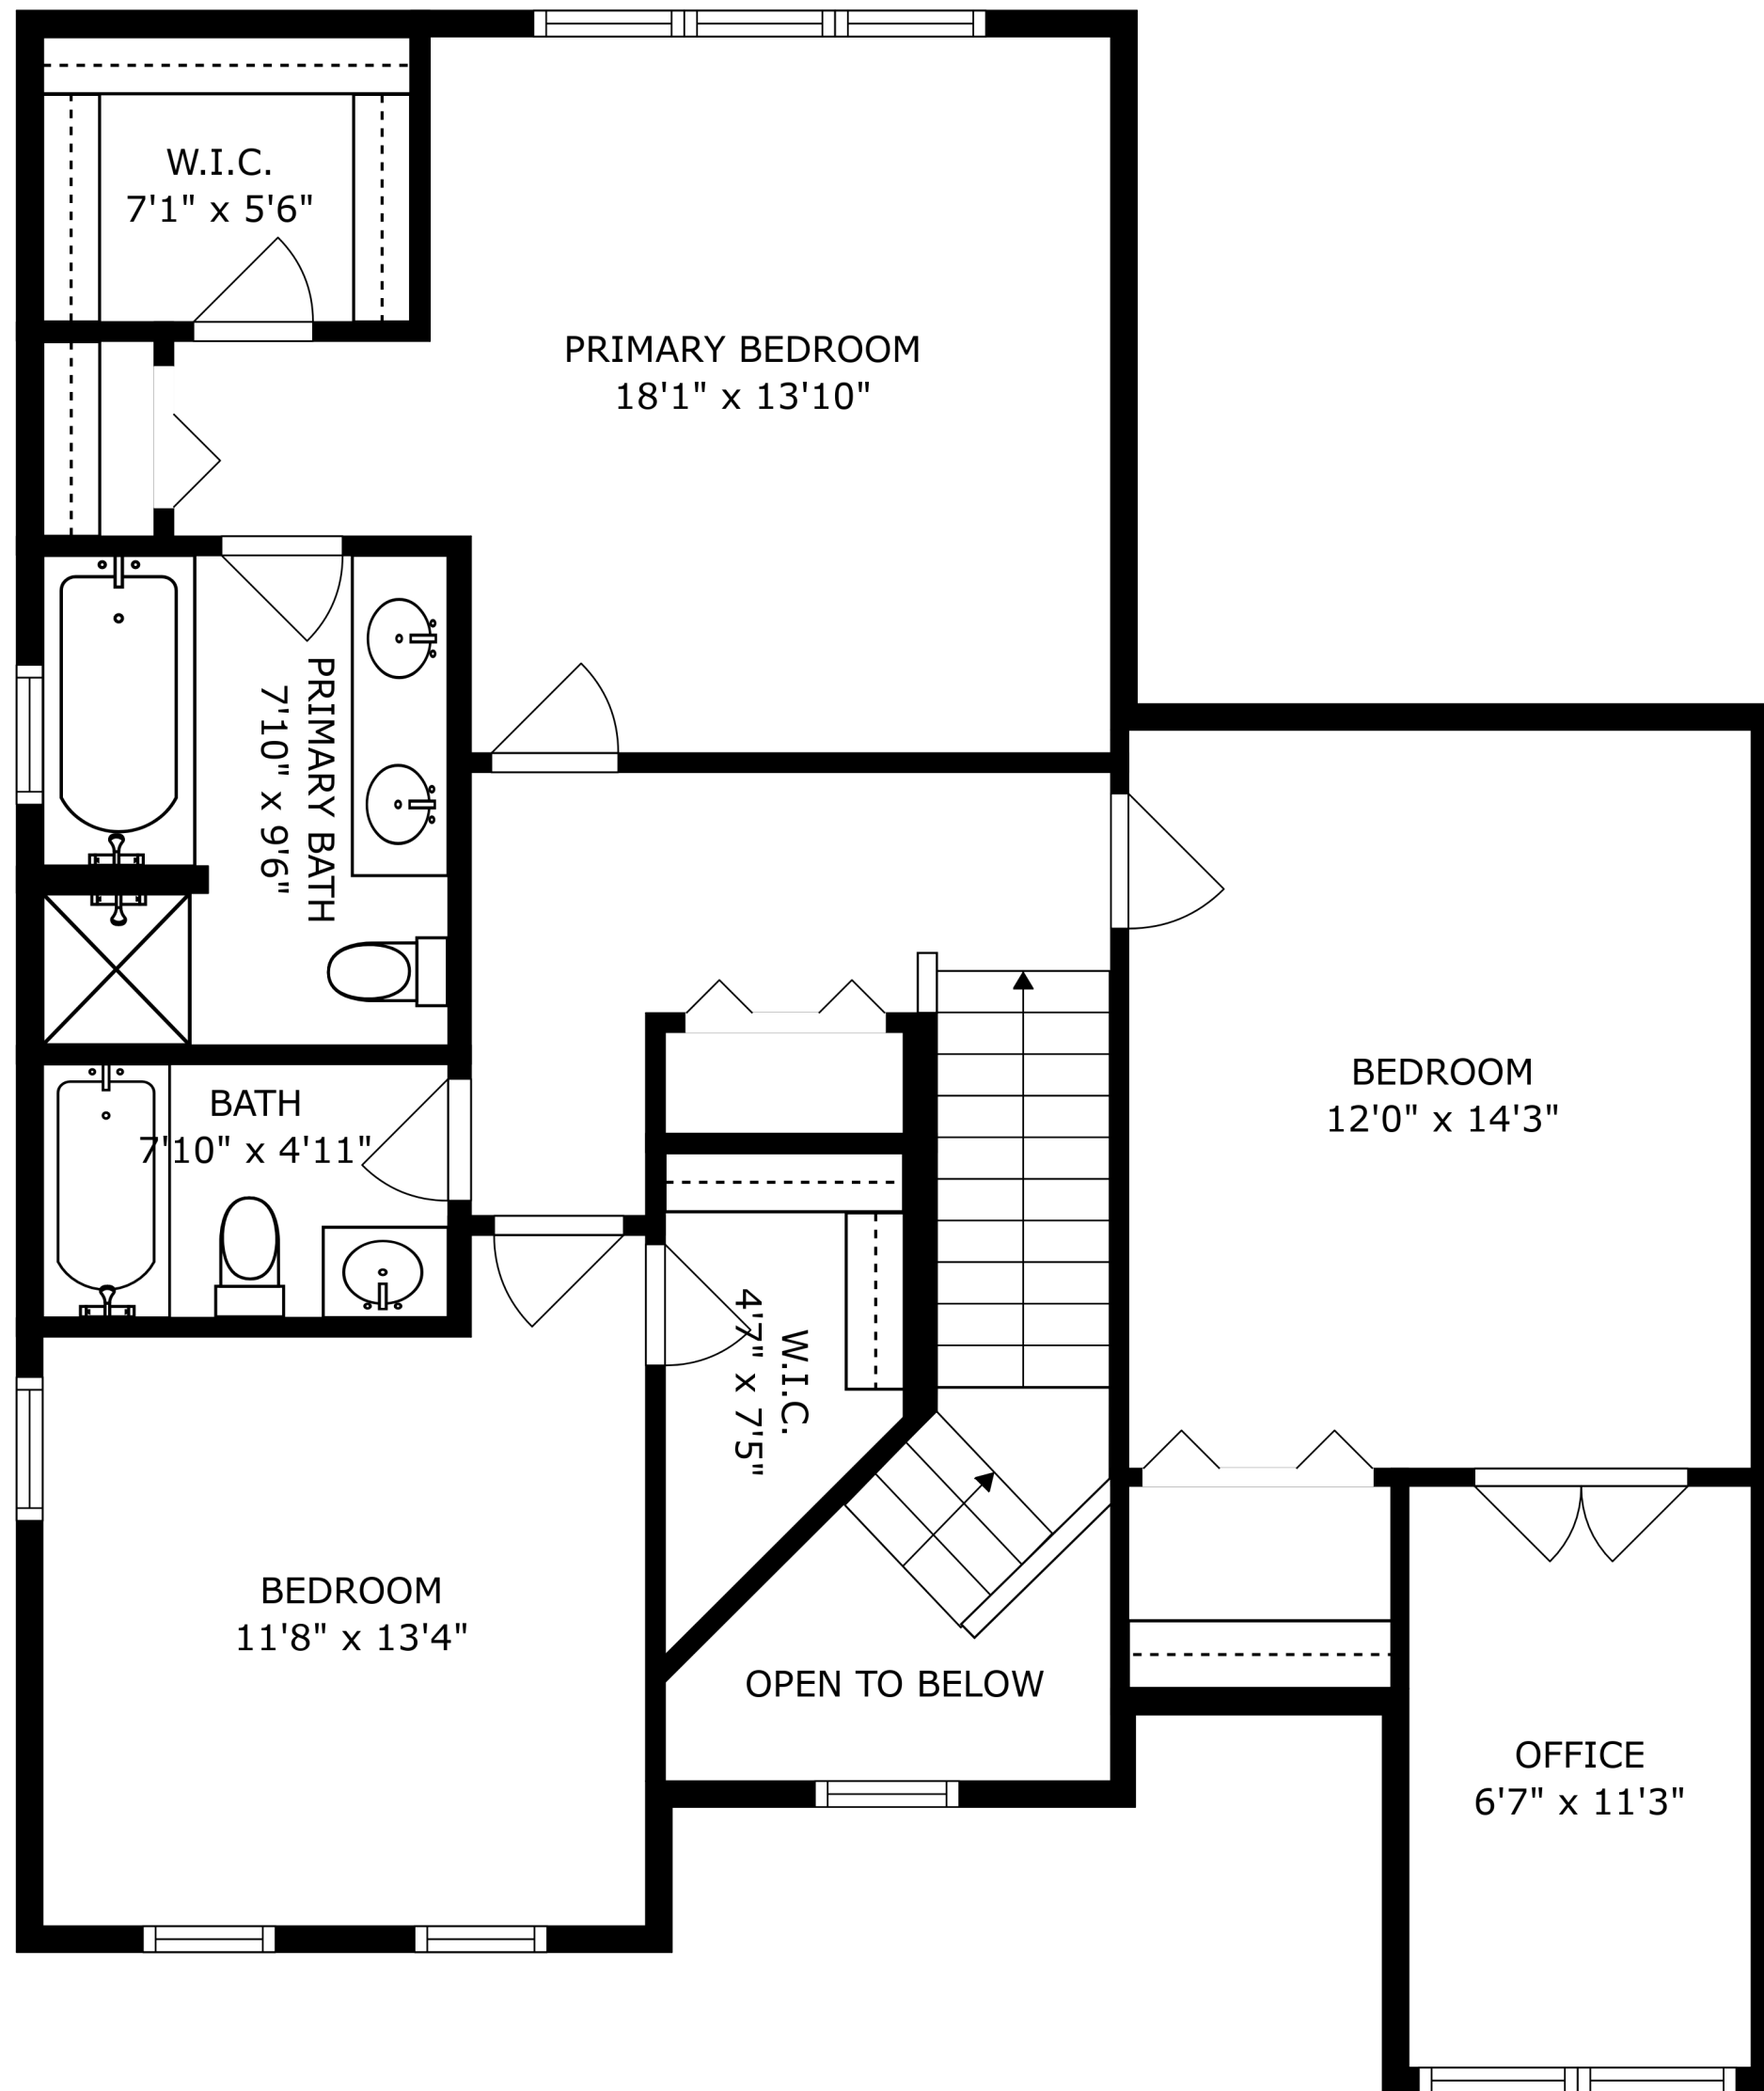 W.I.C.
7'1" x 5'6"
PRIMARY BEDROOM
18'1" x 13'10"
PRIMARY BATH
7'10" x 9'6"
BATH
7'10" x 4'11"
BEDROOM
12'0" x 14'3"
W.I.C.
4'7" x 7'5"
BEDROOM
11'8" x 13'4"
OPEN TO BELOW
OFFICE
6'7" x 11'3"